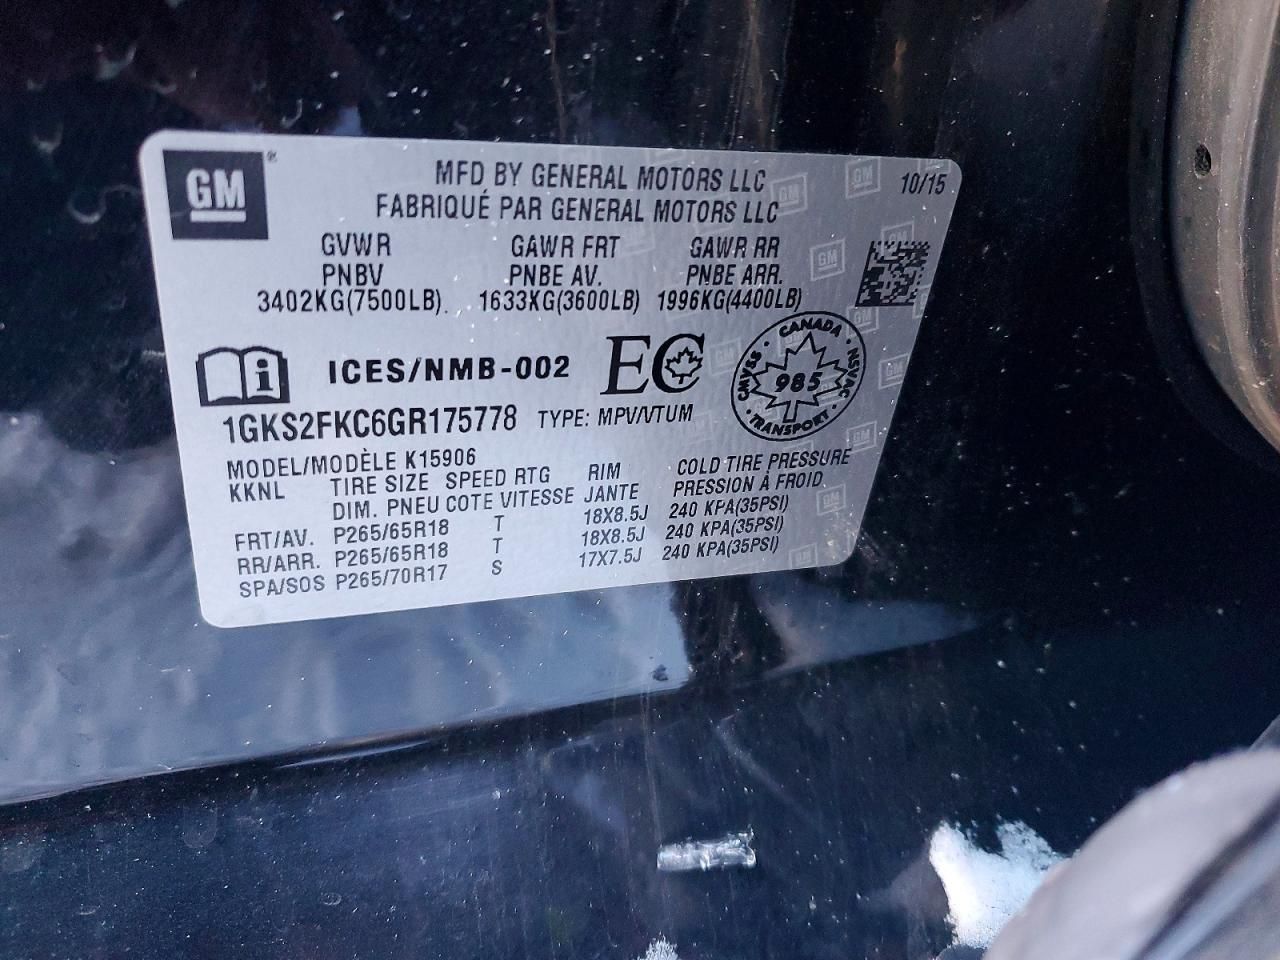 GM
MFD BY GENERAL MOTORS LLC 10/15
FABRIQUÉ PAR GENERAL MOTORS LLC
GVWR GAWR FRT GAWR RR
PNBV PNBE AV. PNBE ARR.
3402KG(7500LB) 1633KG(3600LB) 1996KG(4400LB)
i ICES/NMB-002 EC
CANADA NSVAC TRANSPORT CMVSS
985
1GKS2FKC6GR175778 TYPE: MPV/VTUM
MODEL/MODÈLE K15906
KKNL TIRE SIZE SPEED RTG RIM COLD TIRE PRESSURE
DIM. PNEU COTE VITESSE JANTE PRESSION À FROID
FRT/AV. P265/65R18 T 18X8.5J 240 KPA(35PSI)
RR/ARR. P265/65R18 T 18X8.5J 240 KPA(35PSI)
SPA/SOS P265/70R17 S 17X7.5J 240 KPA(35PSI)